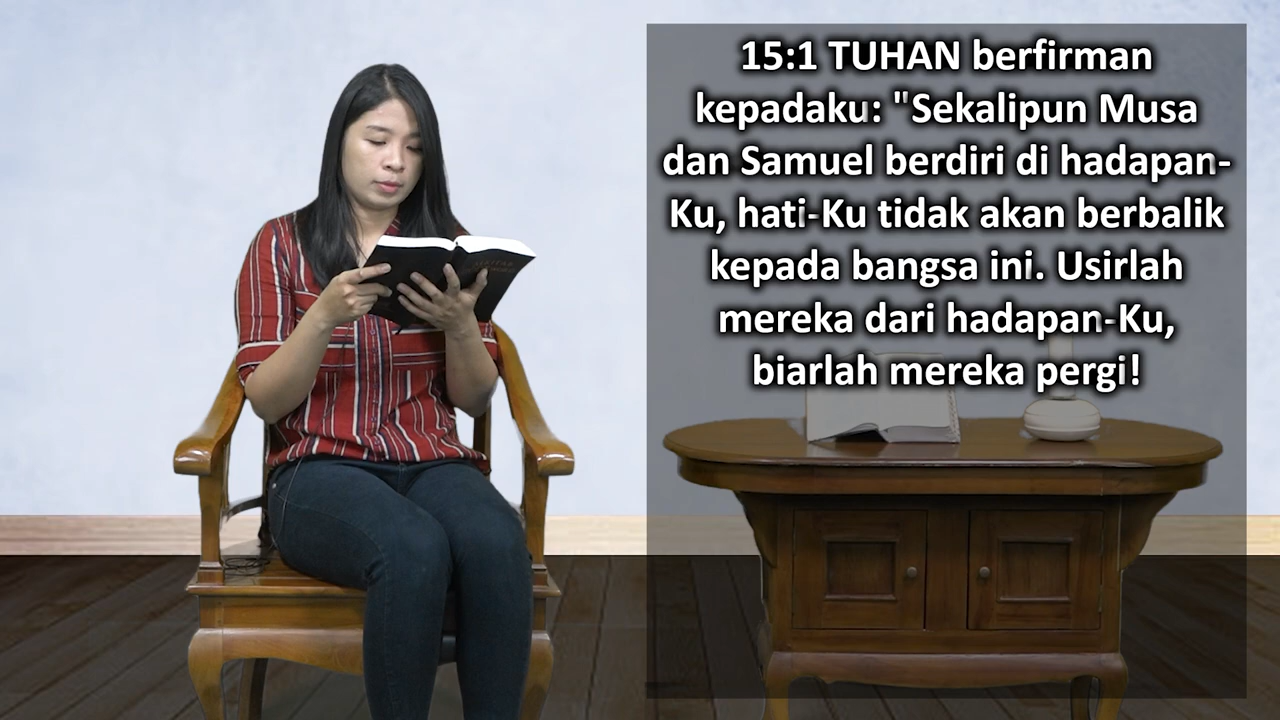 15:1 TUHAN berfirman
kepadaku: "Sekalipun Musa
dan Samuel berdiri di hadapan-
Ku, hati-Ku tidak akan berbalik
kepada bangsa ini. Usirlah
mereka dari hadapan-Ku,
biarlah mereka pergi!
ALKITAB